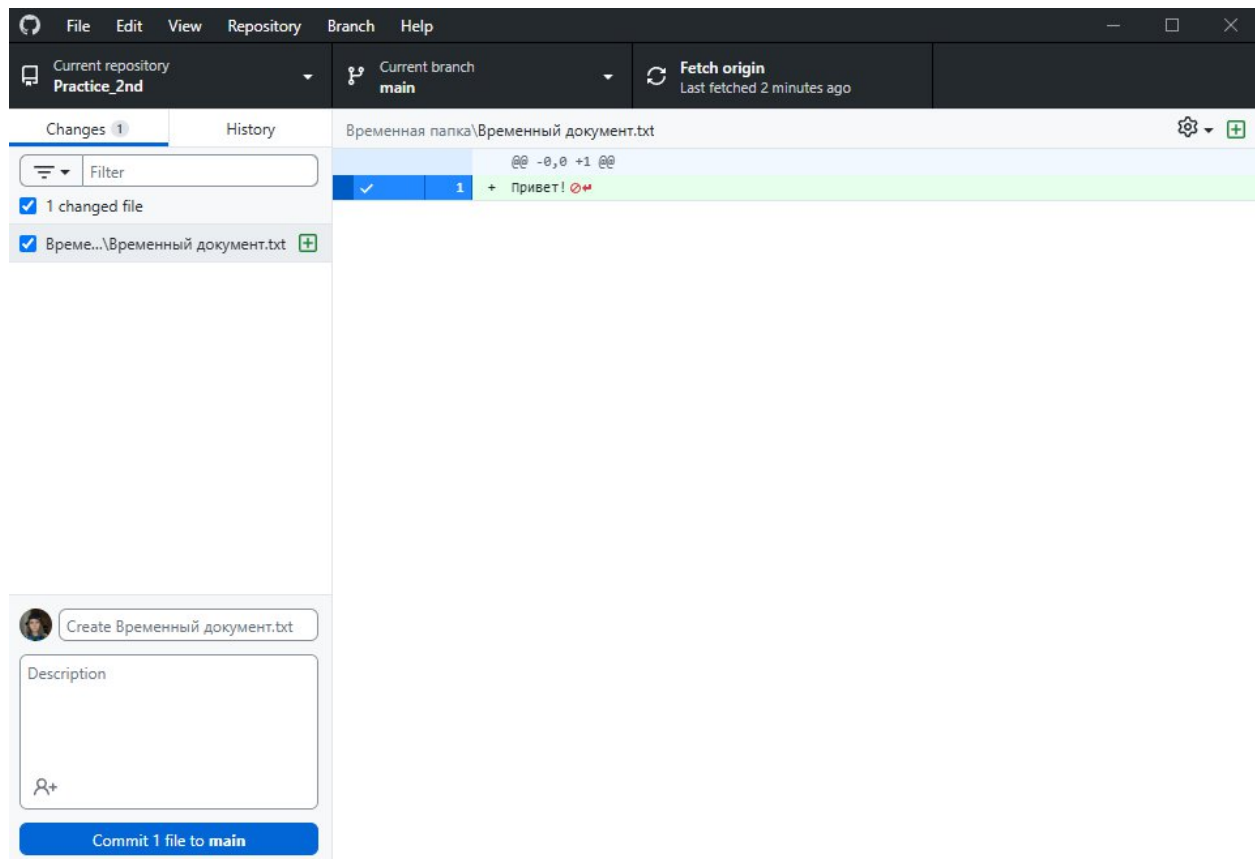 File Edit View Repository Branch Help
Current repository
Practice_2nd
Current branch
main
Fetch origin
Last fetched 2 minutes ago
Changes 1 History
Временная папка\Временный документ.txt
Filter
@@ -0,0 +1 @@
1 + Привет!
1 changed file
Време...\Временный документ.txt
Create Временный документ.txt
Description
Commit 1 file to main